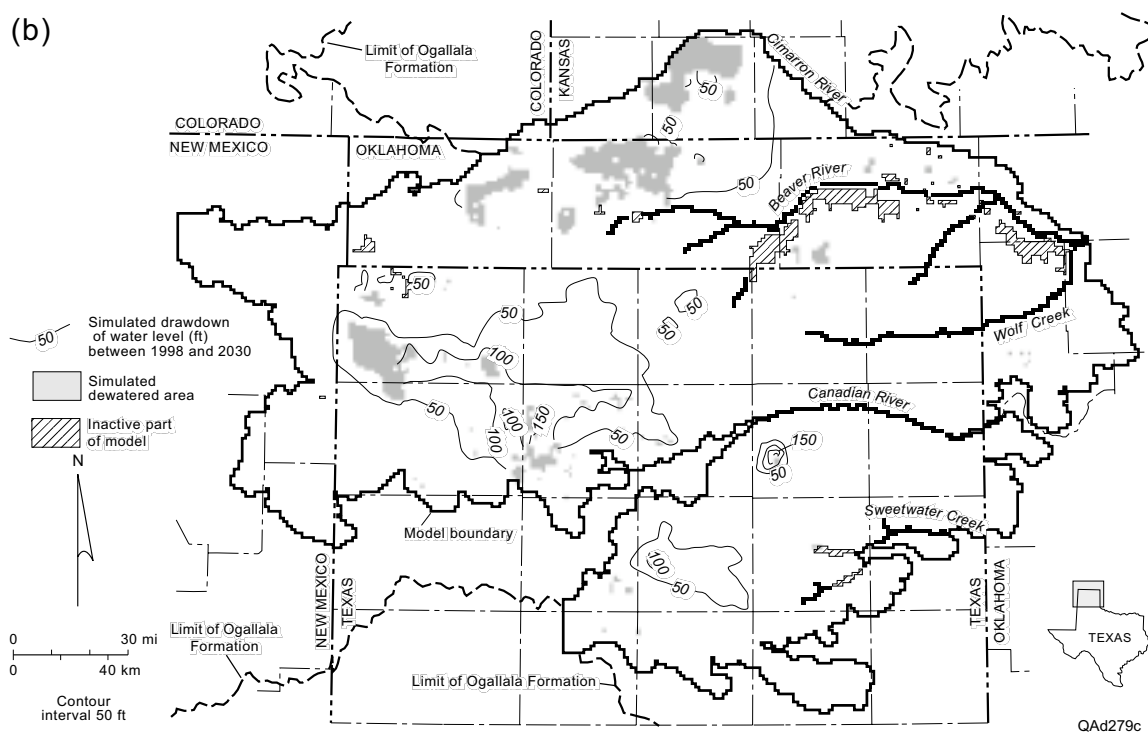 (b)
Limit of Ogallala
Formation
COLORADO
KANSAS
Cimarron River
50
50
COLORADO
NEW MEXICO
OKLAHOMA
50
Beaver River
50
50
50
50
Wolf Creek
50
Simulated drawdown
of water level (ft)
between 1998 and 2030
100
Simulated
dewatered area
50
100
150
100
50
Canadian River
150
50
Inactive part
of model
N
Model boundary
Sweetwater Creek
100
50
NEW MEXICO
TEXAS
TEXAS
OKLAHOMA
0 30 mi
0 40 km
Contour
interval 50 ft
Limit of Ogallala
Formation
Limit of Ogallala Formation
TEXAS
QAd279c